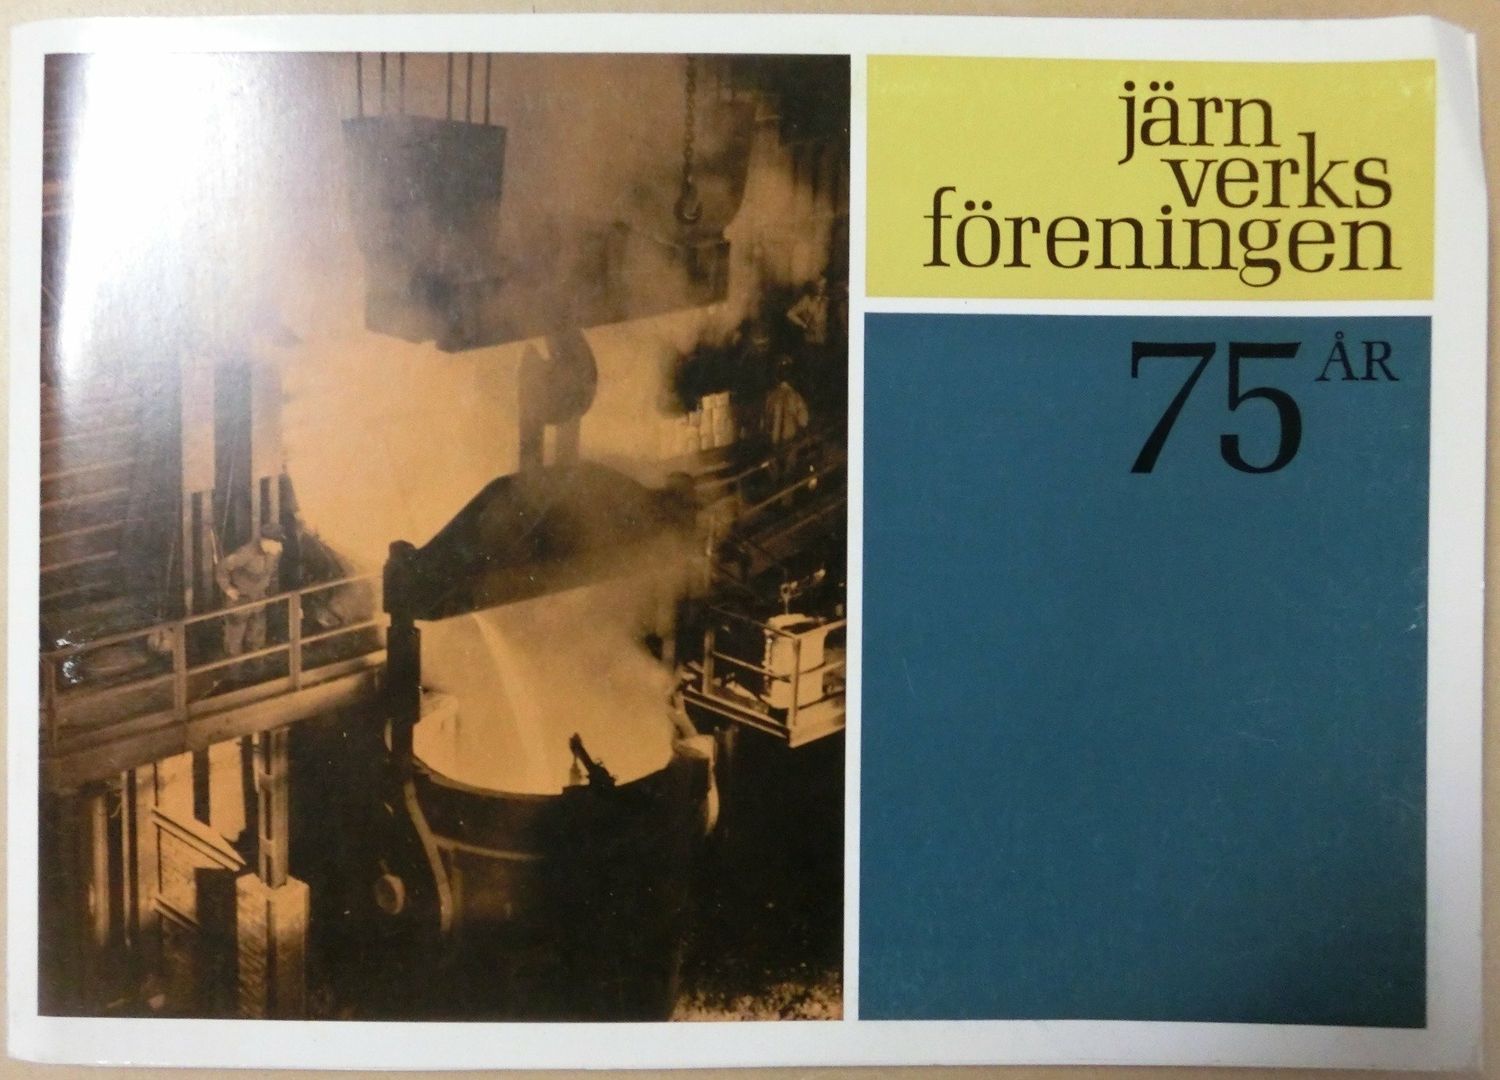 järn
verks
föreningen
75 ÅR